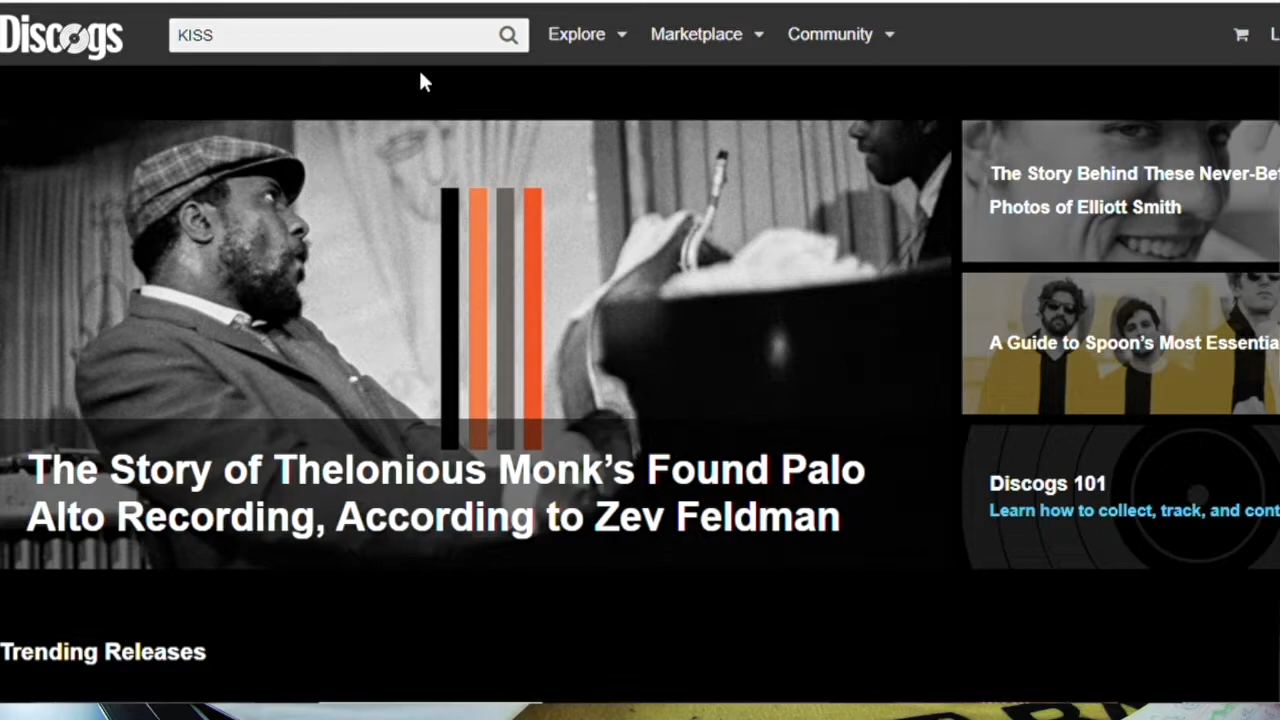 Discogs
KISS
Explore
Marketplace
Community
The Story Behind These Never-Be
Photos of Elliott Smith
A Guide to Spoon's Most Essentia
Discogs 101
Learn how to collect, track, and cont
The Story of Thelonious Monk's Found Palo
Alto Recording, According to Zev Feldman
Trending Releases